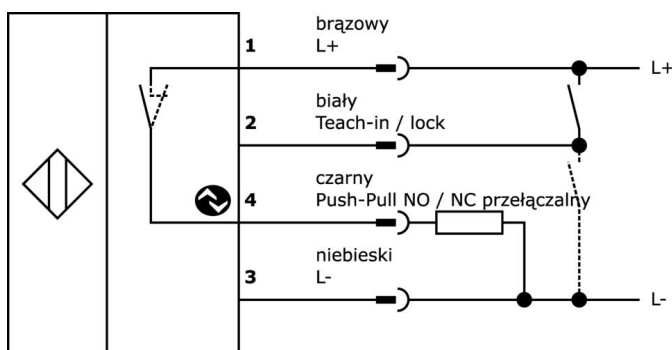 brązowy
1 L+ L+
biały
2 Teach-in / lock
czarny
4 Push-Pull NO / NC przełączalny
niebieski
3 L- L-